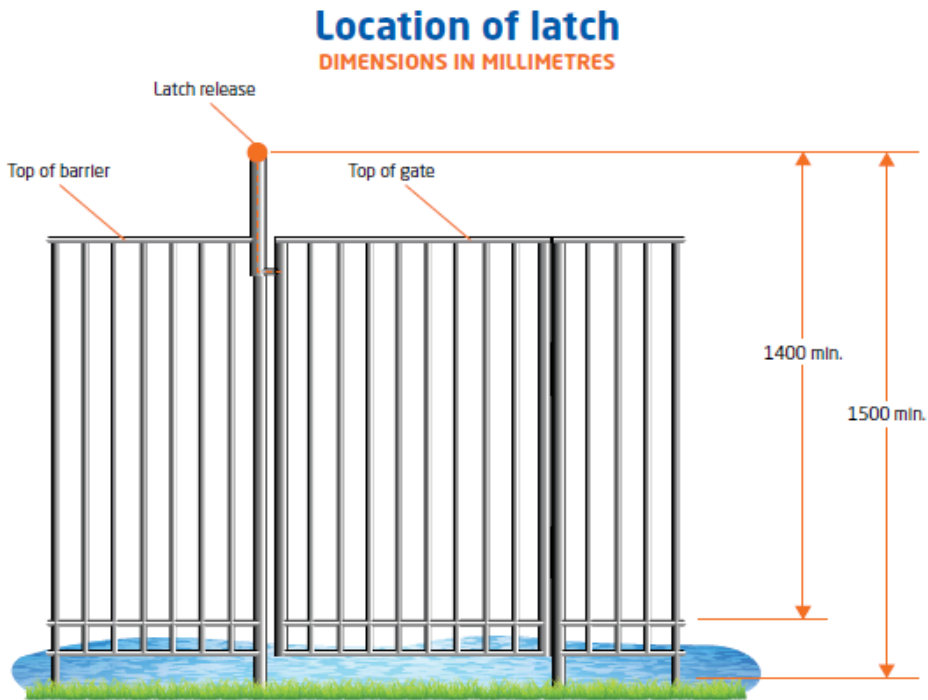 Location of latch
DIMENSIONS IN MILLIMETRES
Latch release
Top of barrier
Top of gate
1400 min.
1500 min.